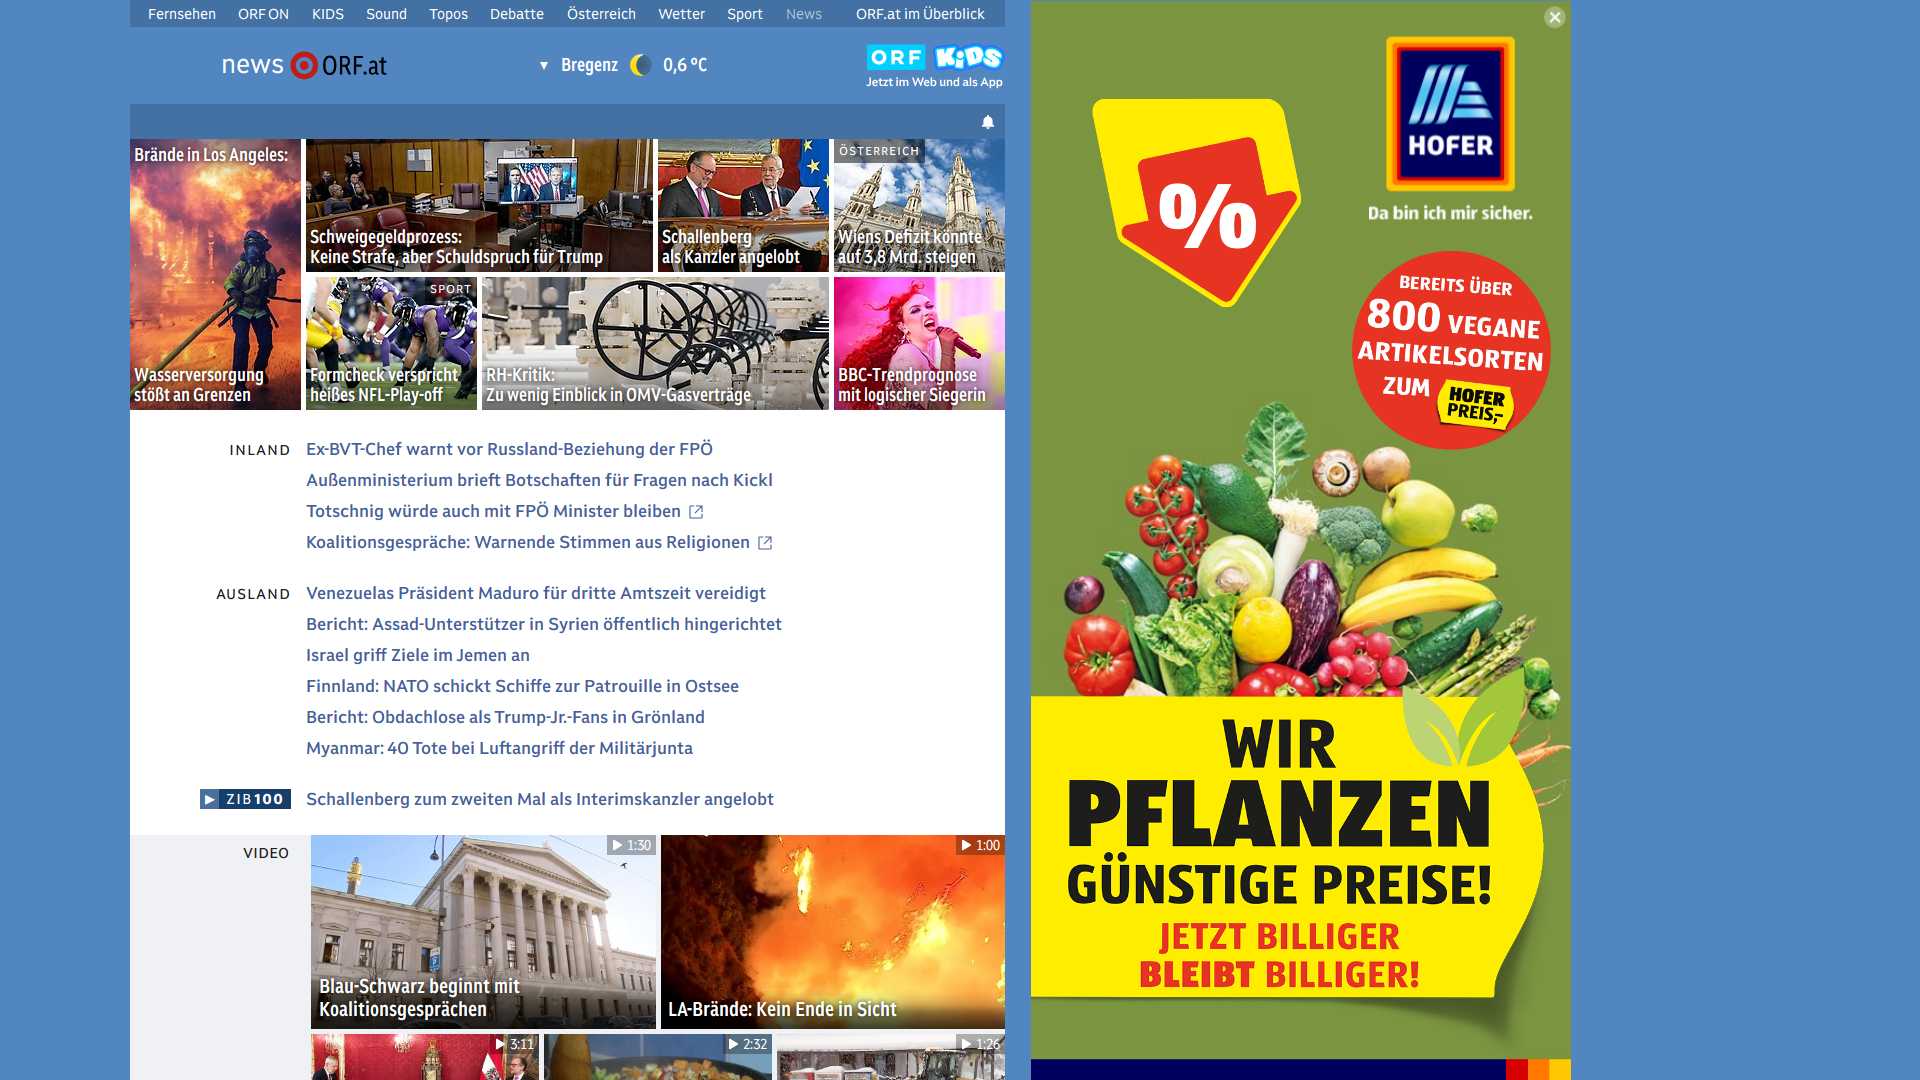 Fernsehen ORF ON KIDS Sound Topos Debatte Österreich Wetter Sport News ORF.at im Überblick
news ORF.at
▼ Bregenz 0,6 °C
ORF KiDS
Jetzt im Web und als App
Brände in Los Angeles:
Wasserversorgung
stößt an Grenzen
Schweigegeldprozess:
Keine Strafe, aber Schuldspruch für Trump
Schallenberg
als Kanzler angelobt
ÖSTERREICH
Wiens Defizit könnte
auf 3,8 Mrd. steigen
SPORT
Formcheck verspricht
heißes NFL-Play-off
RH-Kritik:
Zu wenig Einblick in OMV-Gasverträge
BBC-Trendprognose
mit logischer Siegerin
INLAND
Ex-BVT-Chef warnt vor Russland-Beziehung der FPÖ
Außenministerium brieft Botschaften für Fragen nach Kickl
Totschnig würde auch mit FPÖ Minister bleiben
Koalitionsgespräche: Warnende Stimmen aus Religionen
AUSLAND
Venezuelas Präsident Maduro für dritte Amtszeit vereidigt
Bericht: Assad-Unterstützer in Syrien öffentlich hingerichtet
Israel griff Ziele im Jemen an
Finnland: NATO schickt Schiffe zur Patrouille in Ostsee
Bericht: Obdachlose als Trump-Jr.-Fans in Grönland
Myanmar: 40 Tote bei Luftangriff der Militärjunta
ZIB100
Schallenberg zum zweiten Mal als Interimskanzler angelobt
VIDEO
1:30
Blau-Schwarz beginnt mit
Koalitionsgesprächen
1:00
LA-Brände: Kein Ende in Sicht
3:11
2:32
1:26
%
HOFER
Da bin ich mir sicher.
BEREITS ÜBER
800 VEGANE
ARTIKELSORTEN
ZUM
HOFER
PREIS,-
WIR
PFLANZEN
GÜNSTIGE PREISE!
JETZT BILLIGER
BLEIBT BILLIGER!